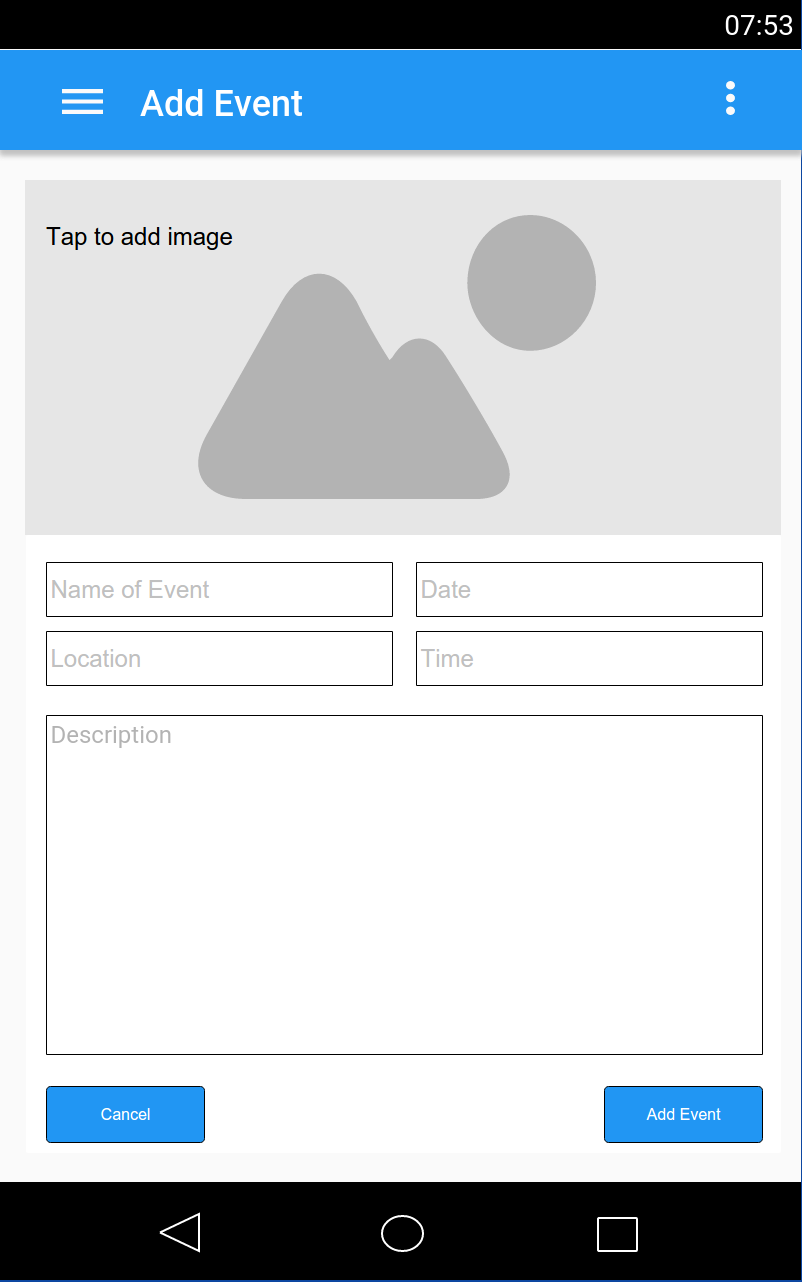 07:53
Add Event
Tap to add image
Name of Event
Date
Location
Time
Description
Cancel
Add Event